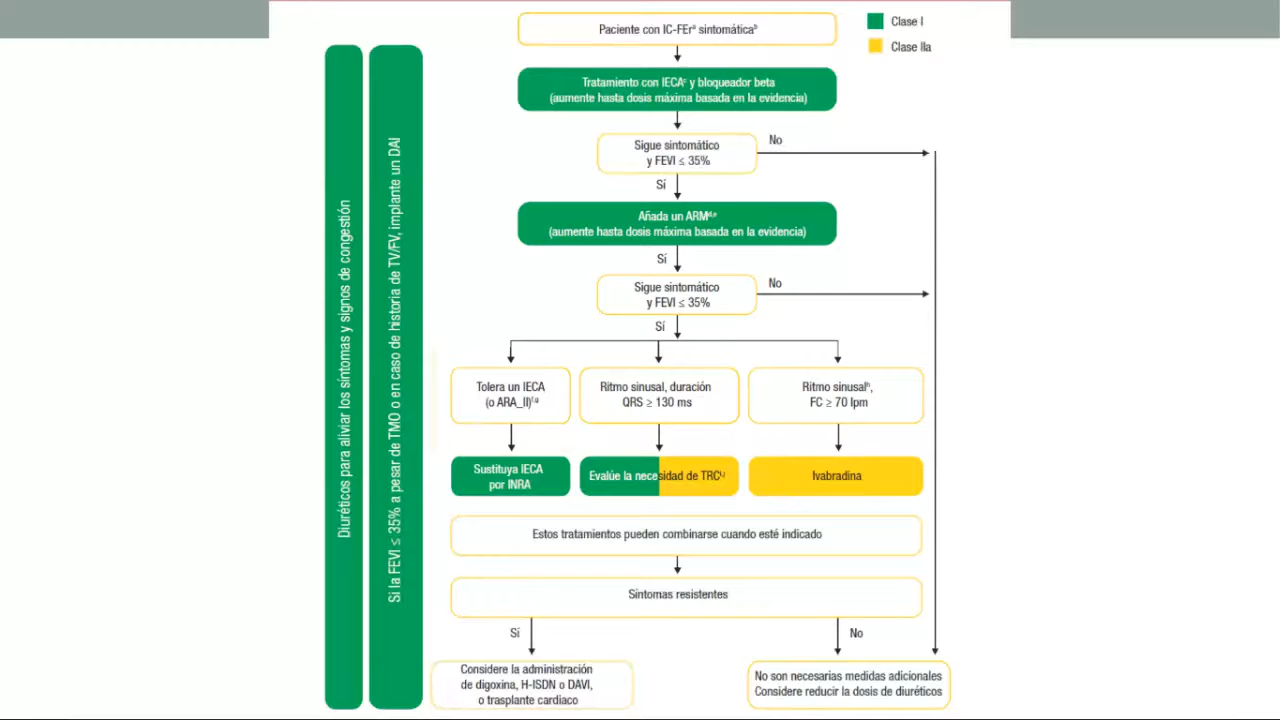 Paciente con IC-FErᵃ sintomáticaᵇ
Clase I
Clase IIa
Tratamiento con IECAᶜ y bloqueador beta
(aumente hasta dosis máxima basada en la evidencia)
Sigue sintomático
y FEVI ≤ 35%
No
Sí
Añada un ARMᵈ,ᵉ
(aumente hasta dosis máxima basada en la evidencia)
Sí
Sigue sintomático
y FEVI ≤ 35%
No
Sí
Tolera un IECA
(o ARA_II)ᶠ,ᵍ
Ritmo sinusal, duración
QRS ≥ 130 ms
Ritmo sinusalʰ,
FC ≥ 70 lpm
Sustituya IECA
por INRA
Evalúe la necesidad de TRCⁱ,ʲ
Ivabradina
Estos tratamientos pueden combinarse cuando esté indicado
Síntomas resistentes
Sí
No
Considere la administración
de digoxina, H-ISDN o DAVI,
o trasplante cardiaco
No son necesarias medidas adicionales
Considere reducir la dosis de diuréticos
Diuréticos para aliviar los síntomas y signos de congestión
Si la FEVI ≤ 35% a pesar de TMO o en caso de historia de TV/FV, implante un DAI